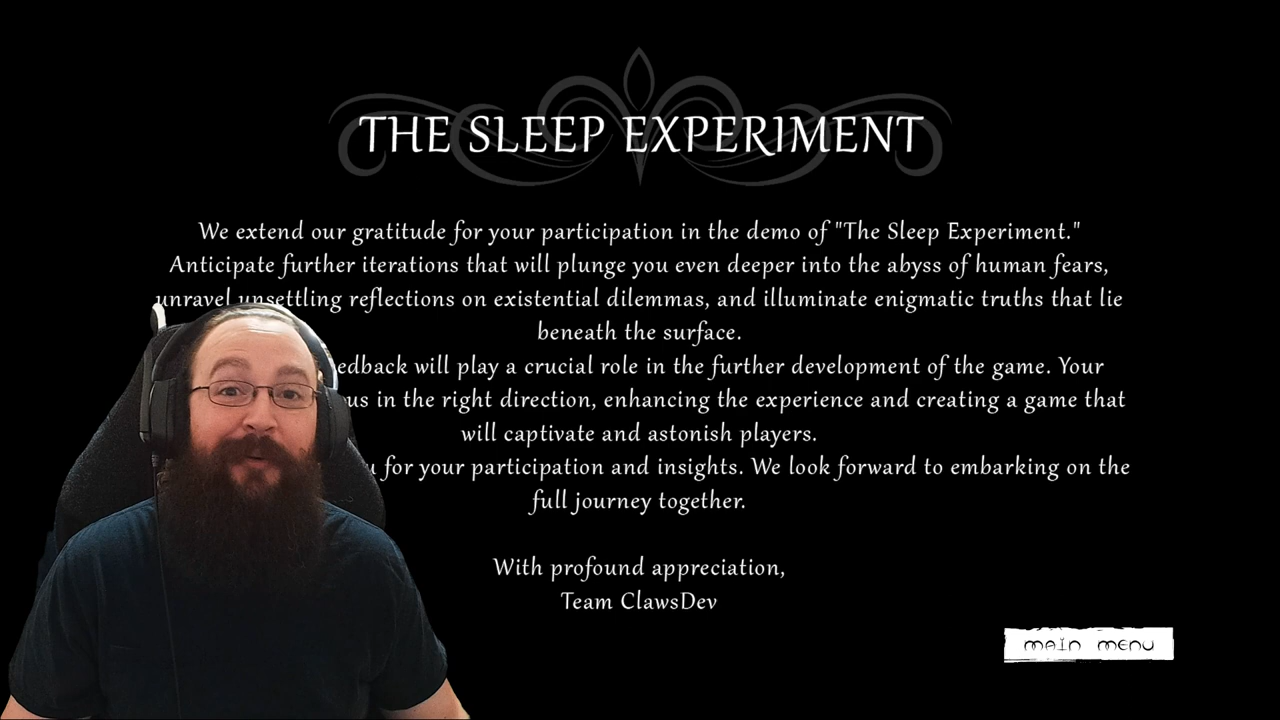 THE SLEEP EXPERIMENT
We extend our gratitude for your participation in the demo of "The Sleep Experiment."
Anticipate further iterations that will plunge you even deeper into the abyss of human fears,
unravel unsettling reflections on existential dilemmas, and illuminate enigmatic truths that lie
beneath the surface.
will play a crucial role in the further development of the game. Your
us in the right direction, enhancing the experience and creating a game that
will captivate and astonish players.
for your participation and insights. We look forward to embarking on the
full journey together.
With profound appreciation,
Team ClawsDev
MAIN MENU